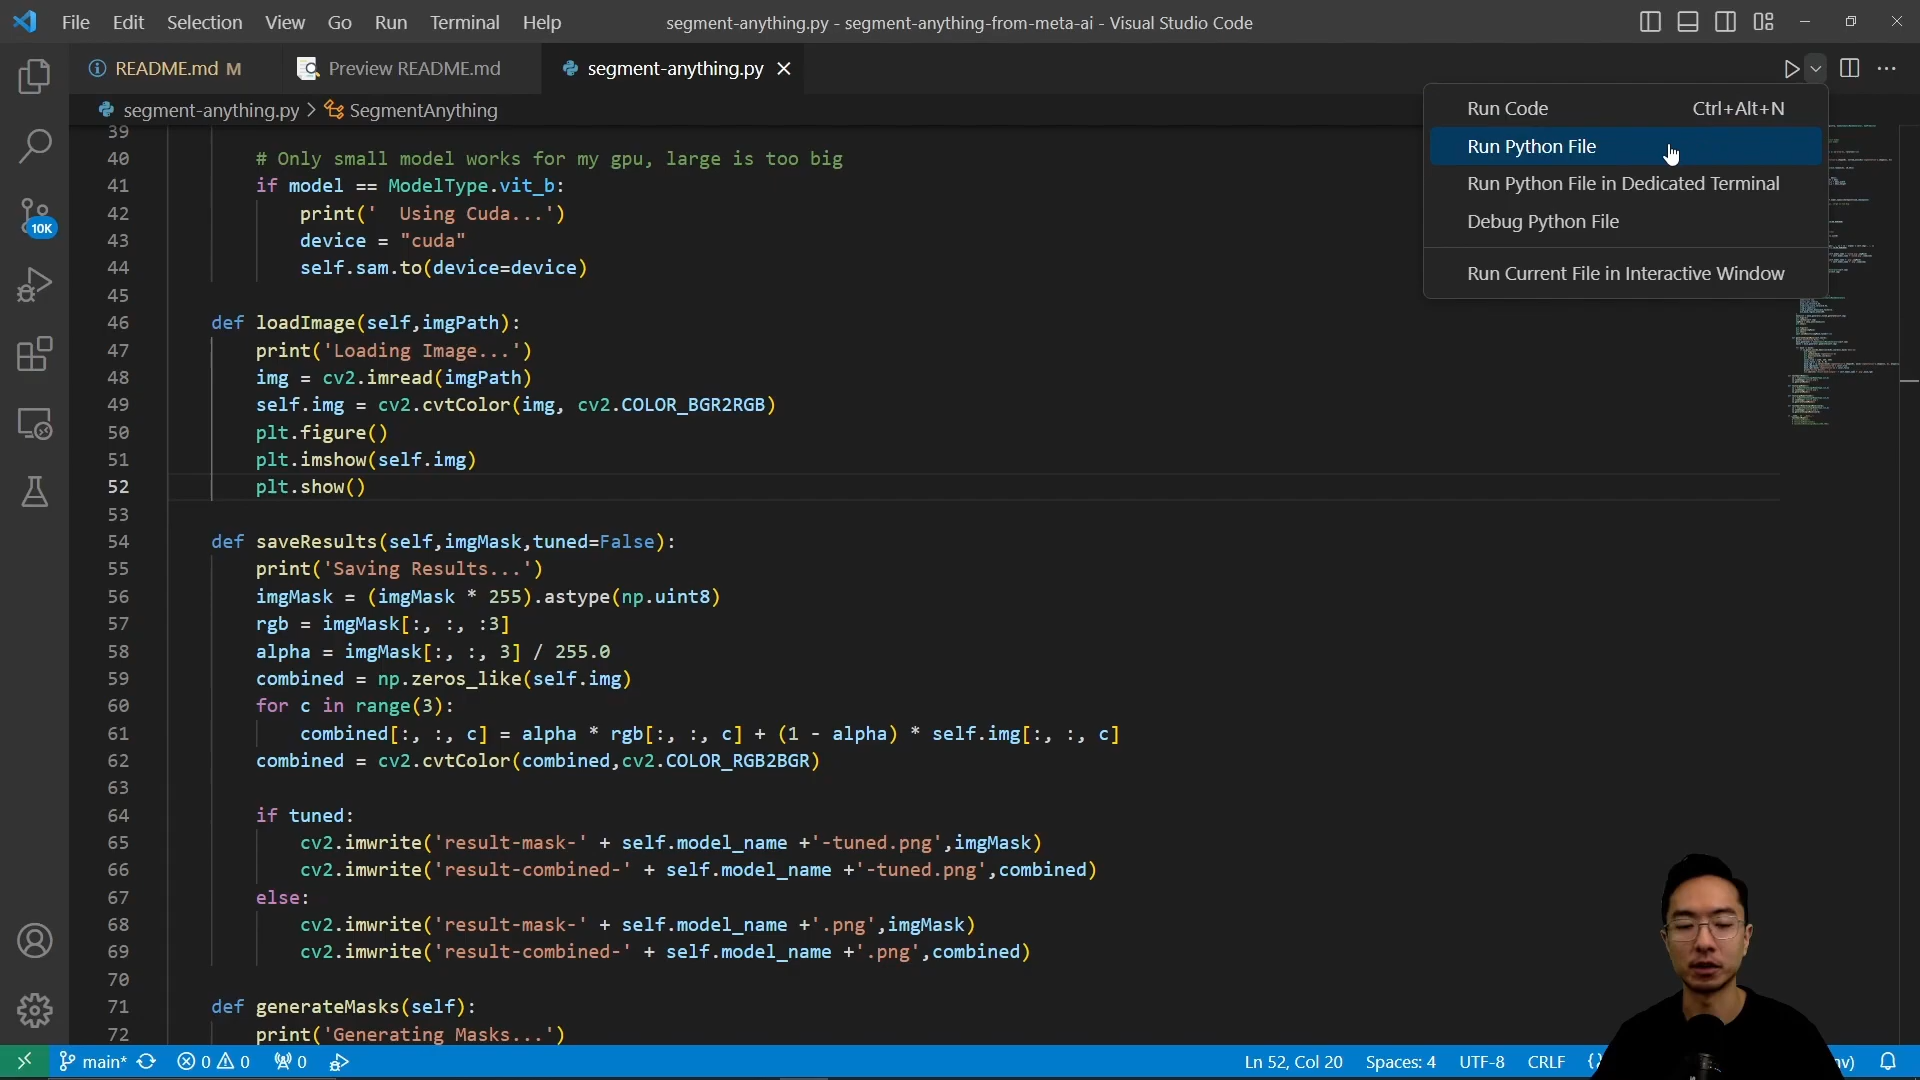 File Edit Selection View Go Run Terminal Help
segment-anything.py - segment-anything-from-meta-ai - Visual Studio Code
README.md M
Preview README.md
segment-anything.py
segment-anything.py > SegmentAnything
Run Code Ctrl+Alt+N
Run Python File
Run Python File in Dedicated Terminal
Debug Python File
Run Current File in Interactive Window
10K
39
40 # Only small model works for my gpu, large is too big
41 if model == ModelType.vit_b:
42 print('  Using Cuda...')
43 device = "cuda"
44 self.sam.to(device=device)
45
46 def loadImage(self,imgPath):
47 print('Loading Image...')
48 img = cv2.imread(imgPath)
49 self.img = cv2.cvtColor(img, cv2.COLOR_BGR2RGB)
50 plt.figure()
51 plt.imshow(self.img)
52 plt.show()
53
54 def saveResults(self,imgMask,tuned=False):
55 print('Saving Results...')
56 imgMask = (imgMask * 255).astype(np.uint8)
57 rgb = imgMask[:, :, :3]
58 alpha = imgMask[:, :, 3] / 255.0
59 combined = np.zeros_like(self.img)
60 for c in range(3):
61 combined[:, :, c] = alpha * rgb[:, :, c] + (1 - alpha) * self.img[:, :, c]
62 combined = cv2.cvtColor(combined,cv2.COLOR_RGB2BGR)
63
64 if tuned:
65 cv2.imwrite('result-mask-' + self.model_name +'-tuned.png',imgMask)
66 cv2.imwrite('result-combined-' + self.model_name +'-tuned.png',combined)
67 else:
68 cv2.imwrite('result-mask-' + self.model_name +'.png',imgMask)
69 cv2.imwrite('result-combined-' + self.model_name +'.png',combined)
70
71 def generateMasks(self):
72 print('Generating Masks...')
main* 0 0 0 Ln 52, Col 20 Spaces: 4 UTF-8 CRLF